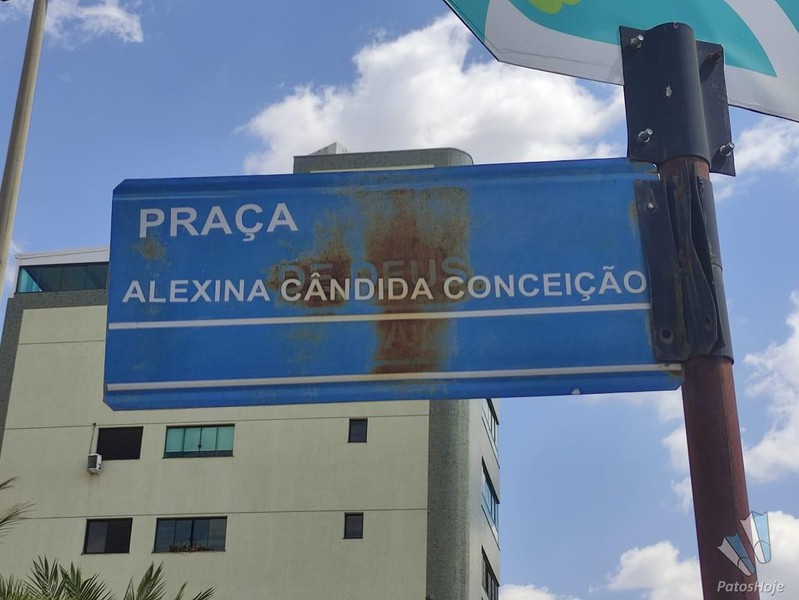 PRAÇA
DE DEUS
ALEXINA CÂNDIDA CONCEIÇÃO
PatosHoje